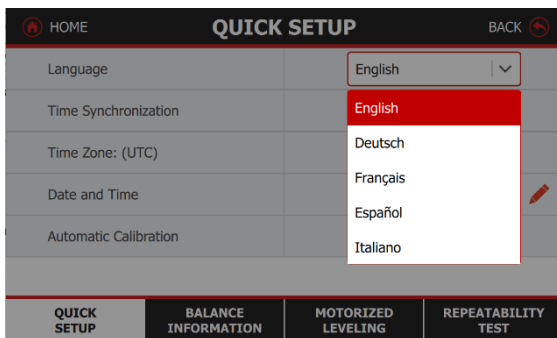 HOME
QUICK SETUP
BACK
Language
English
Time Synchronization
English
Time Zone: (UTC)
Deutsch
Français
Date and Time
Español
Automatic Calibration
Italiano
QUICK SETUP
BALANCE INFORMATION
MOTORIZED LEVELING
REPEATABILITY TEST